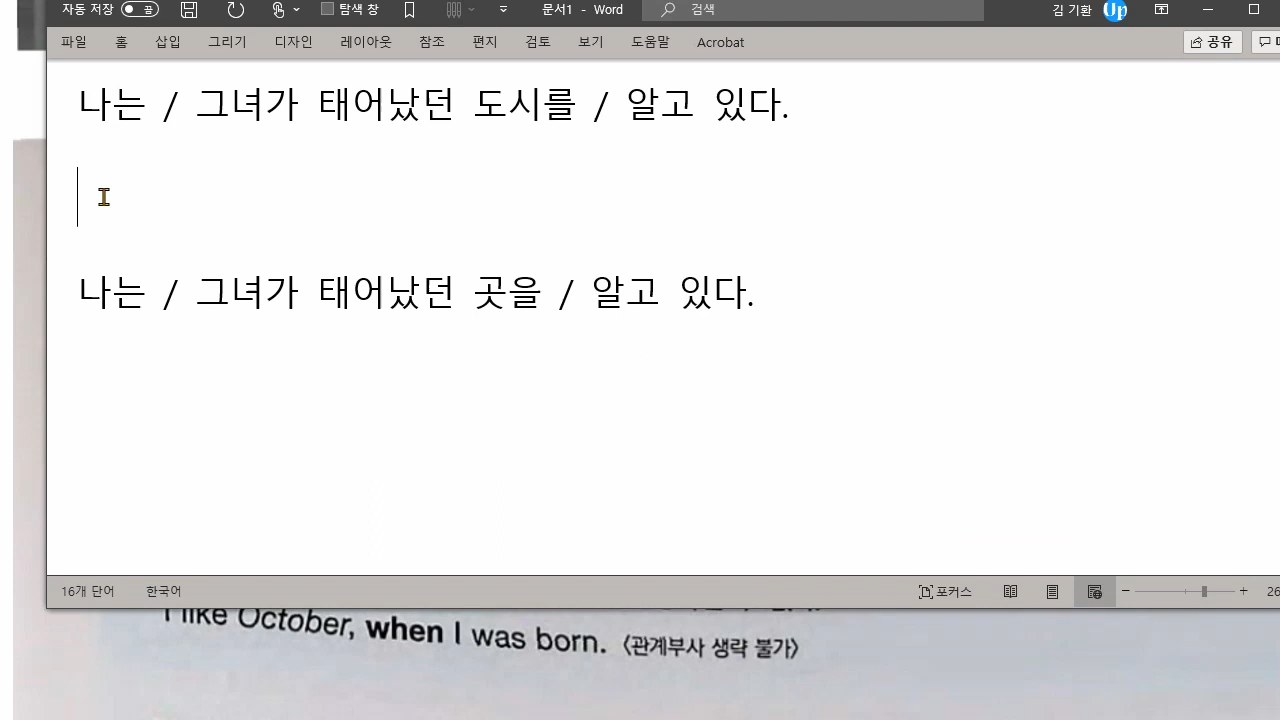 자동 저장 문서1 - Word 검색 김 기환 Up
탐색 창
파일 홈 삽입 그리기 디자인 레이아웃 참조 편지 검토 보기 도움말 Acrobat 공유
나는 / 그녀가 태어났던 도시를 / 알고 있다.
나는 / 그녀가 태어났던 곳을 / 알고 있다.
16개 단어 한국어 포커스
I like October, when I was born. 〈관계부사 생략 불가〉